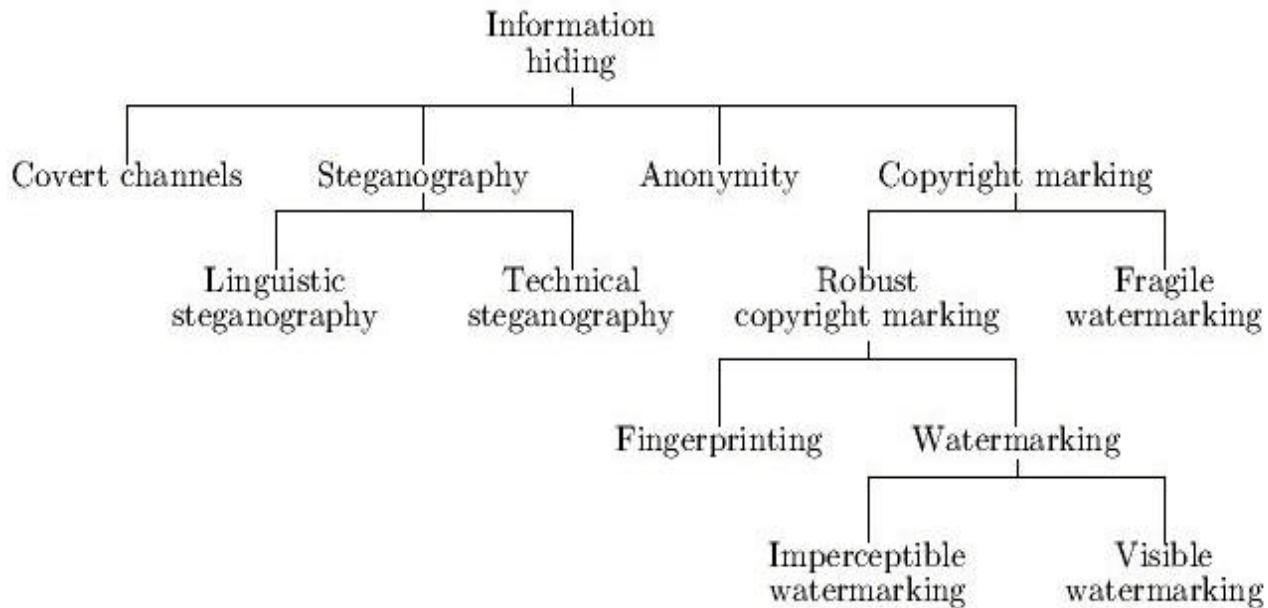 Information
hiding
Covert channels
Steganography
Anonymity
Copyright marking
Linguistic
steganography
Technical
steganography
Robust
copyright marking
Fragile
watermarking
Fingerprinting
Watermarking
Imperceptible
watermarking
Visible
watermarking